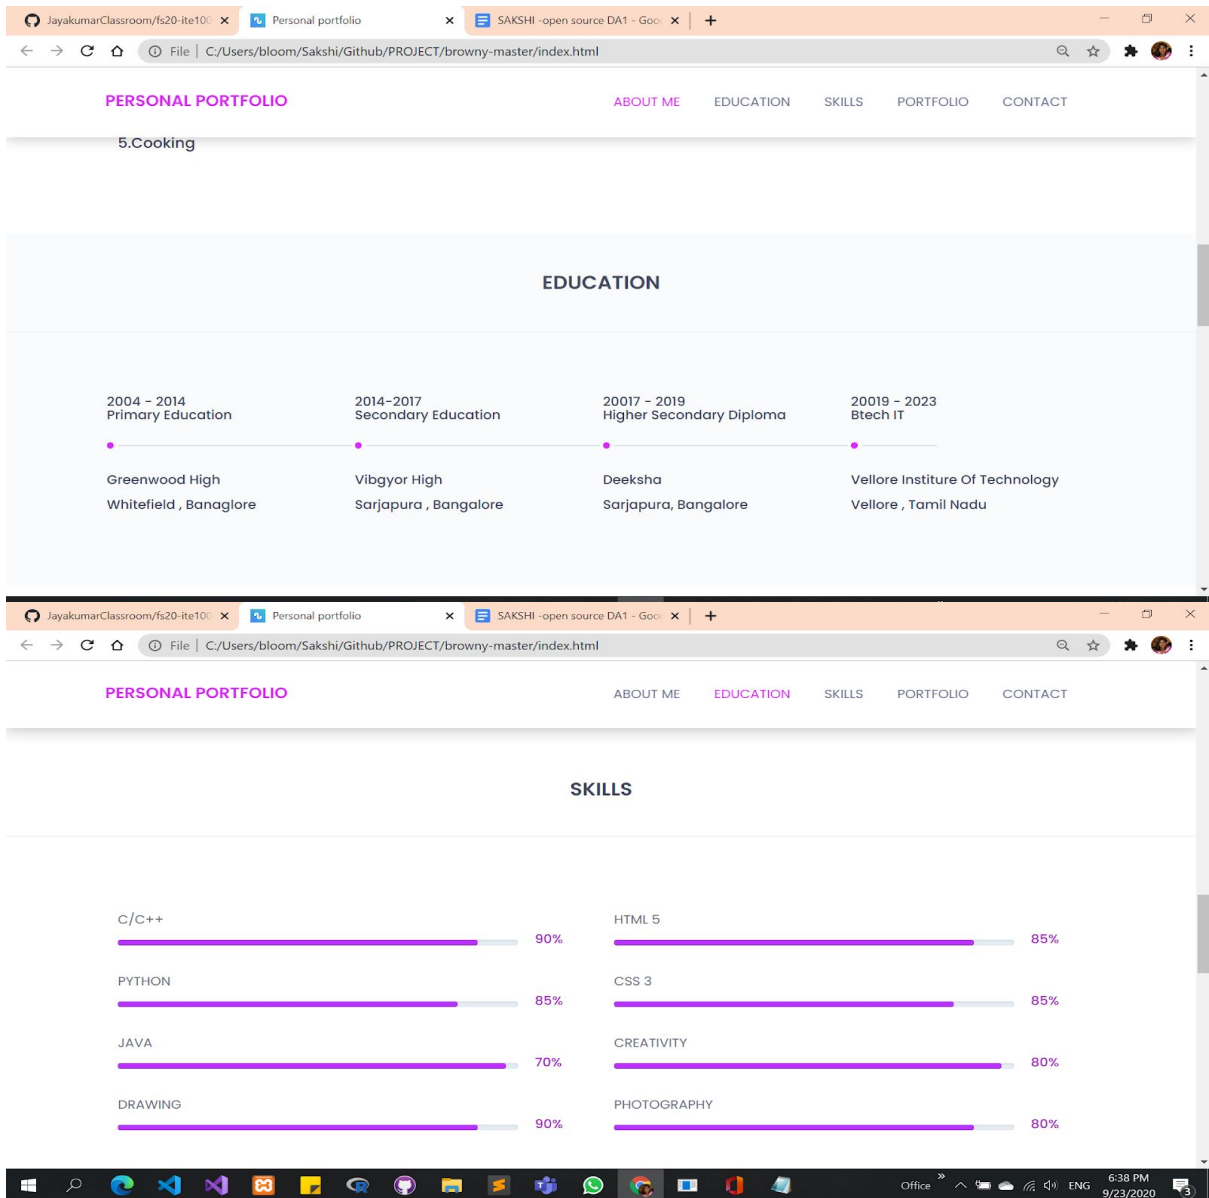 JayakumarClassroom/fs20-ite100
Personal portfolio
SAKSHI -open source DA1 - Goo
File | C:/Users/bloom/Sakshi/Github/PROJECT/browny-master/index.html
PERSONAL PORTFOLIO
ABOUT ME EDUCATION SKILLS PORTFOLIO CONTACT
5.Cooking
EDUCATION
2004 - 2014
Primary Education
Greenwood High
Whitefield , Banaglore
2014-2017
Secondary Education
Vibgyor High
Sarjapura , Bangalore
20017 - 2019
Higher Secondary Diploma
Deeksha
Sarjapura, Bangalore
20019 - 2023
Btech IT
Vellore Institure Of Technology
Vellore , Tamil Nadu
JayakumarClassroom/fs20-ite100
Personal portfolio
SAKSHI -open source DA1 - Goo
File | C:/Users/bloom/Sakshi/Github/PROJECT/browny-master/index.html
PERSONAL PORTFOLIO
ABOUT ME EDUCATION SKILLS PORTFOLIO CONTACT
SKILLS
C/C++
90%
PYTHON
85%
JAVA
70%
DRAWING
90%
HTML 5
85%
CSS 3
85%
CREATIVITY
80%
PHOTOGRAPHY
80%
Office » ENG
6:38 PM
9/23/2020
3